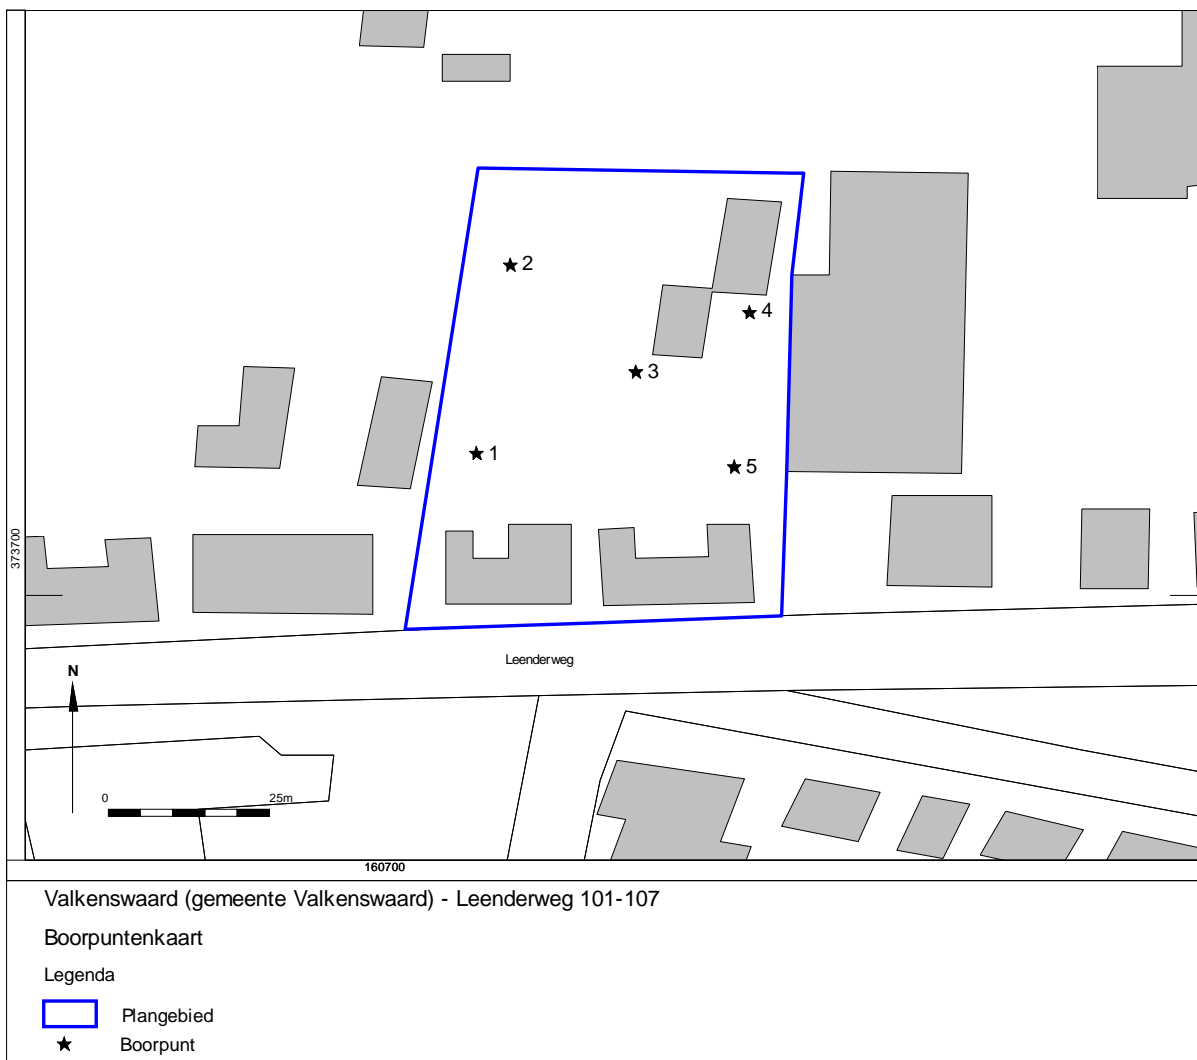 2
4
3
1
5
373700
Leenderweg
N
0 25m
160700
Valkenswaard (gemeente Valkenswaard) - Leenderweg 101-107
Boorpuntenkaart
Legenda
Plangebied
Boorpunt